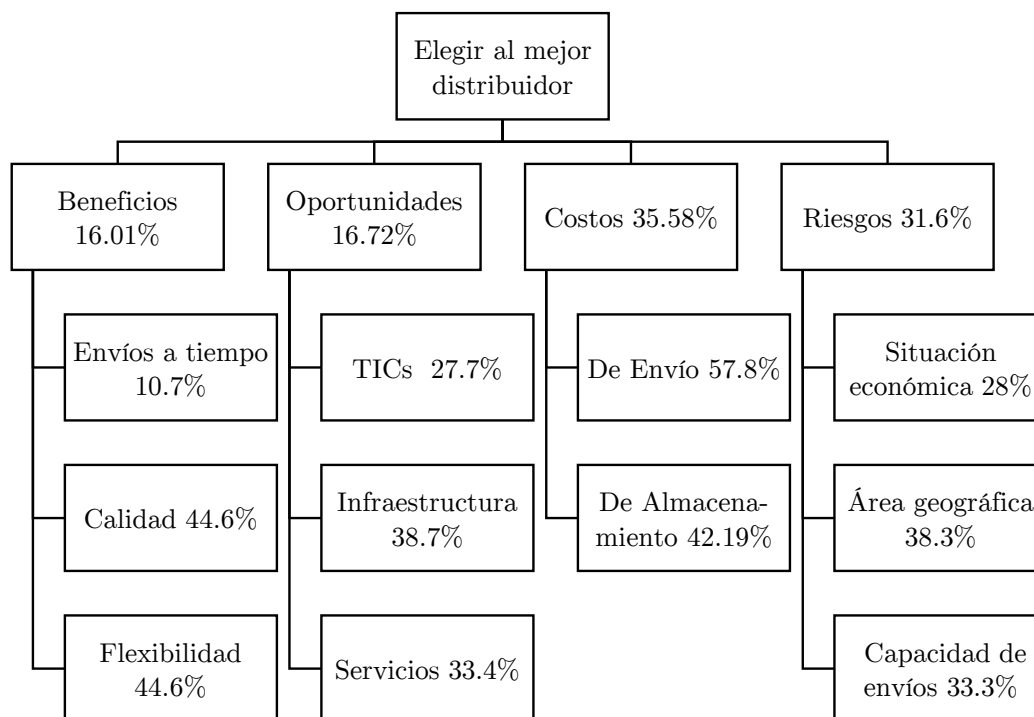 Elegir al mejor
distribuidor
Beneficios
16.01%
Oportunidades
16.72%
Costos 35.58%
Riesgos 31.6%
Envíos a tiempo
10.7%
TICs 27.7%
De Envío 57.8%
Situación
económica 28%
Calidad 44.6%
Infraestructura
38.7%
De Almacena-
miento 42.19%
Área geográfica
38.3%
Flexibilidad
44.6%
Servicios 33.4%
Capacidad de
envíos 33.3%